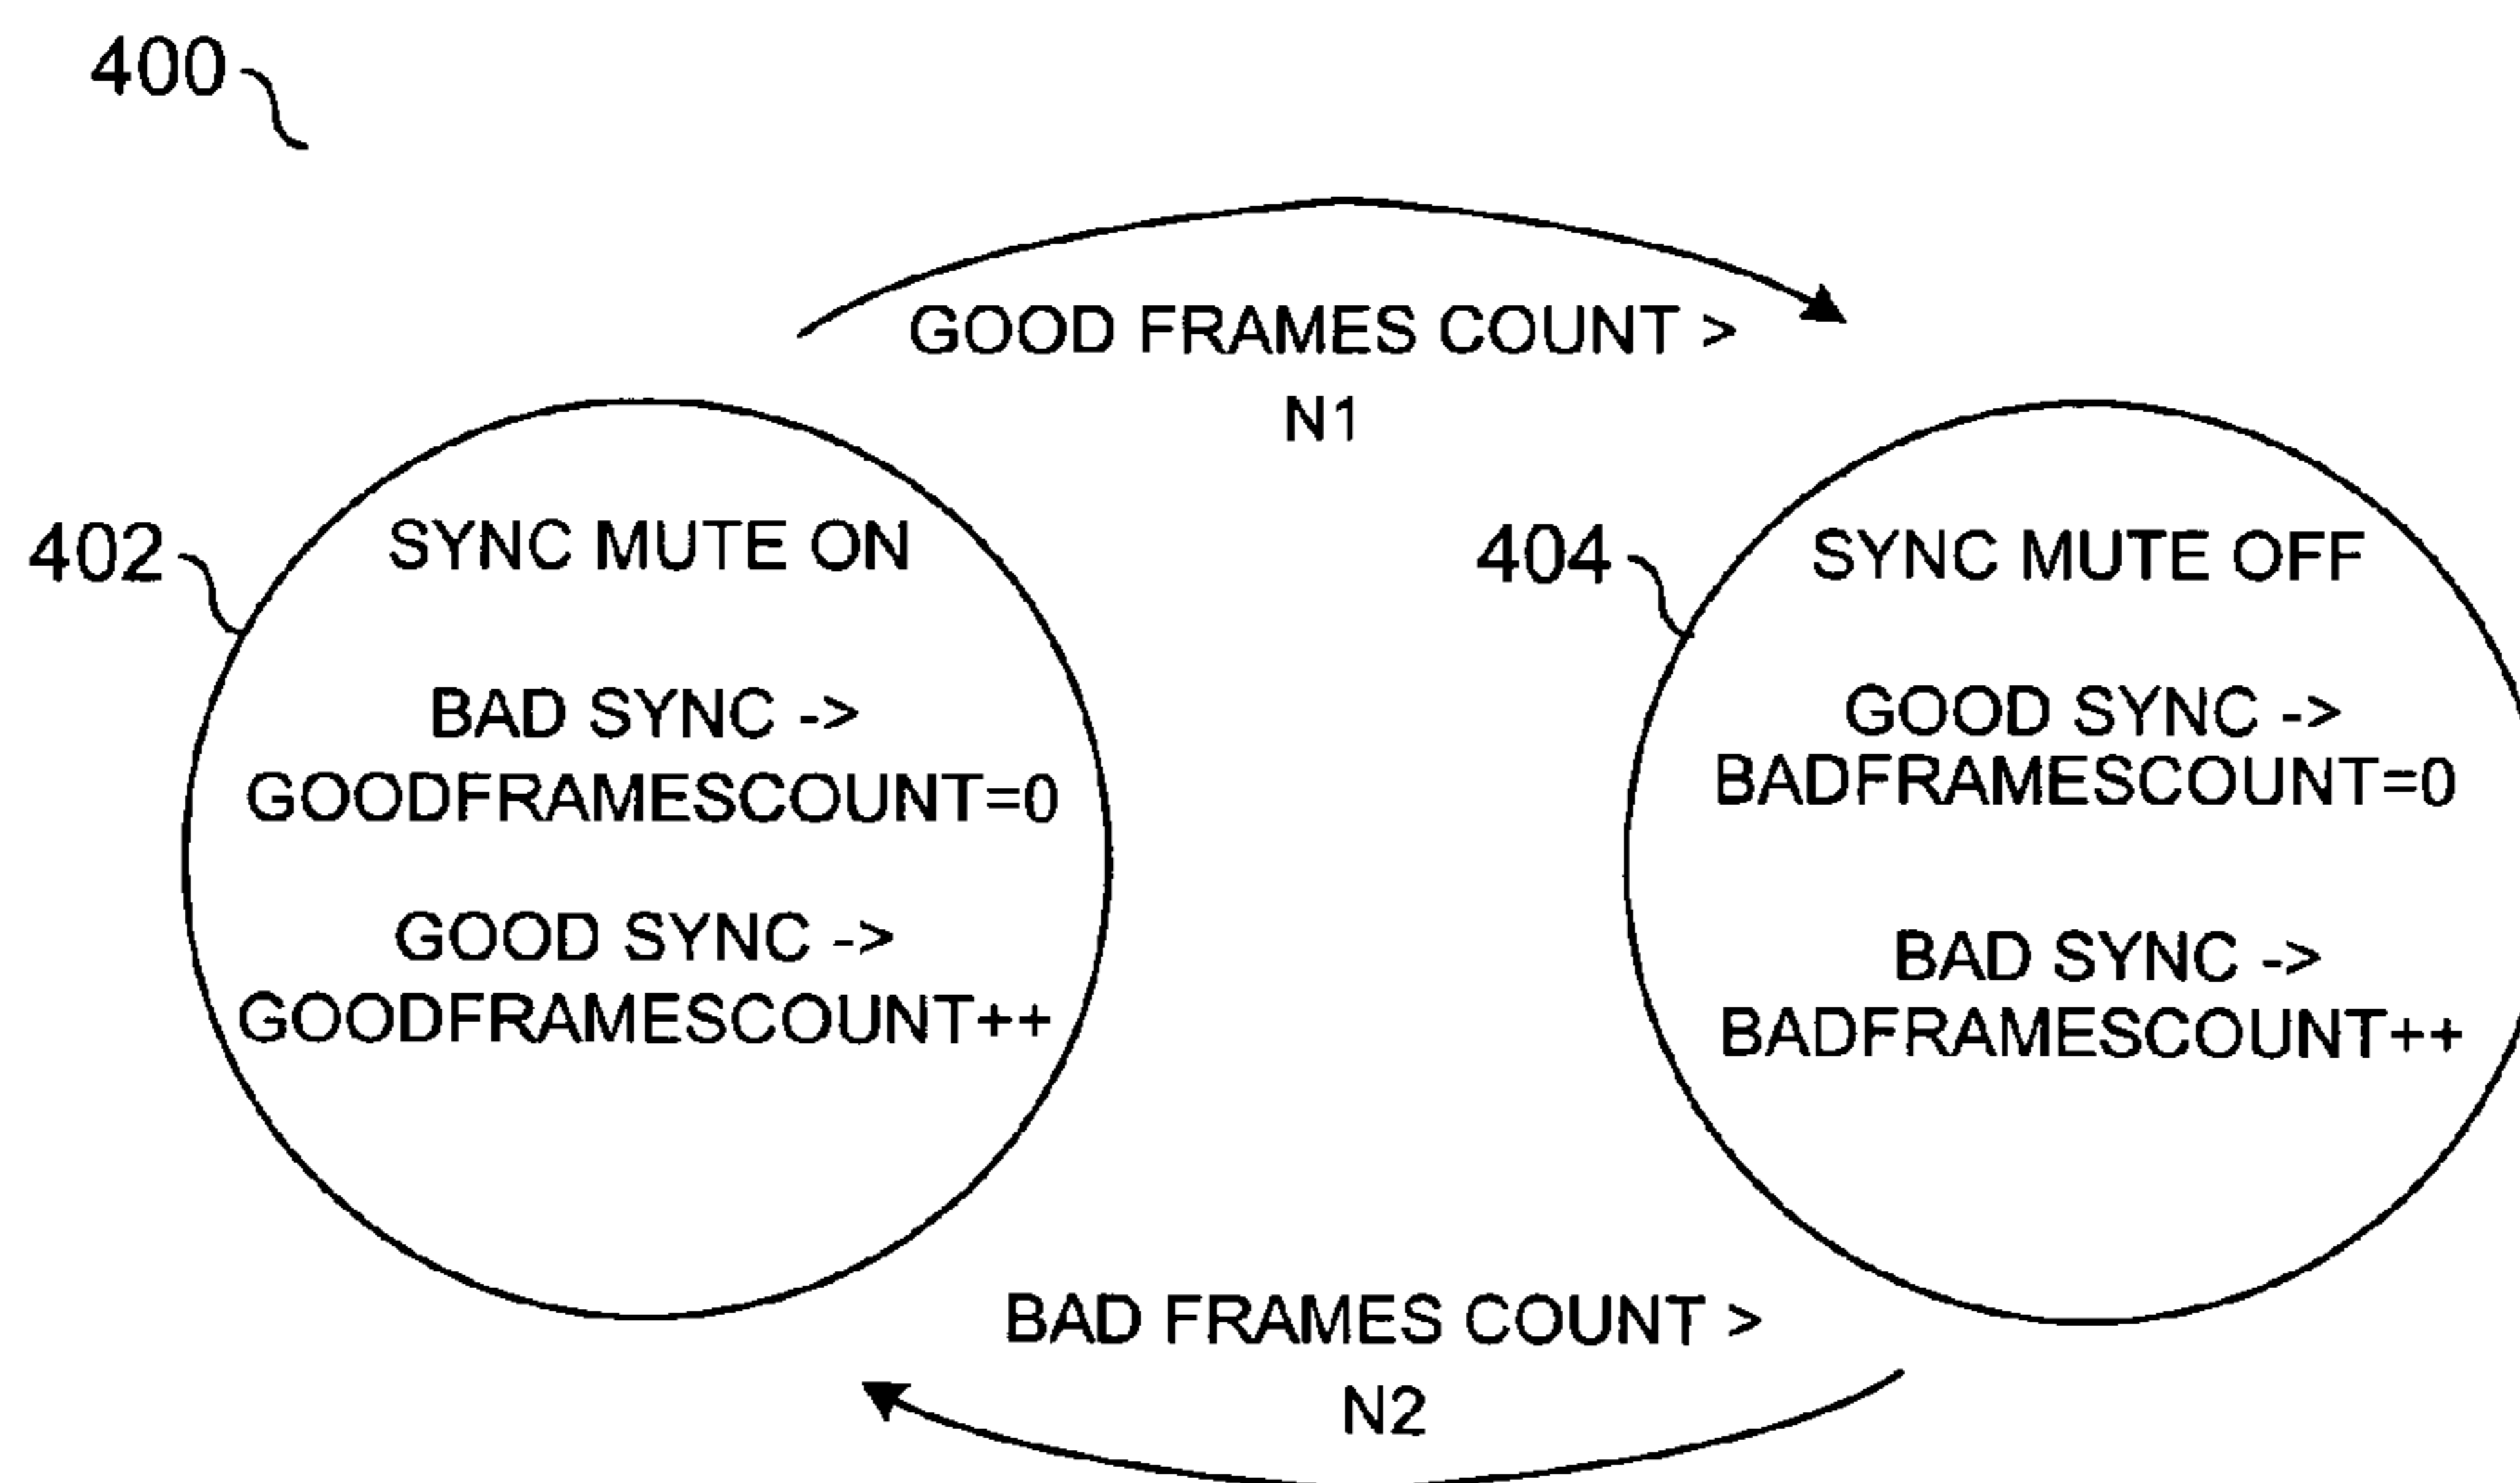 400
GOOD FRAMES COUNT >
N1
402
SYNC MUTE ON
BAD SYNC ->
GOODFRAMESCOUNT=0
GOOD SYNC ->
GOODFRAMESCOUNT++
404
SYNC MUTE OFF
GOOD SYNC ->
BADFRAMESCOUNT=0
BAD SYNC ->
BADFRAMESCOUNT++
BAD FRAMES COUNT >
N2